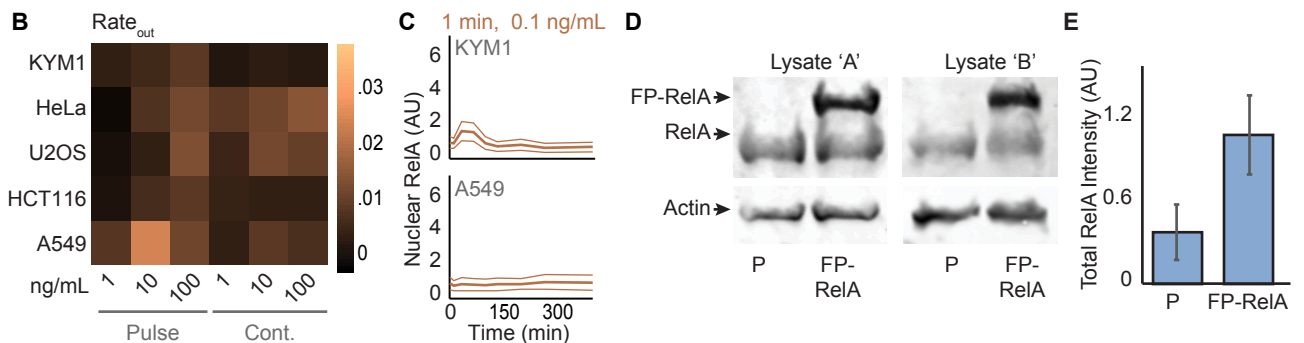 B
Rate_out
KYM1
HeLa
U2OS
HCT116
A549
.03
.02
.01
0
ng/mL
1
10
100
1
10
100
Pulse
Cont.
C
1 min, 0.1 ng/mL
KYM1
6
4
2
0
A549
6
4
2
0
Nuclear RelA (AU)
0
150
300
Time (min)
D
Lysate ‘A’
Lysate ‘B’
FP-RelA
RelA
Actin
P
FP-
RelA
P
FP-
RelA
E
Total RelA Intensity (AU)
1.2
0.6
0
P
FP-RelA